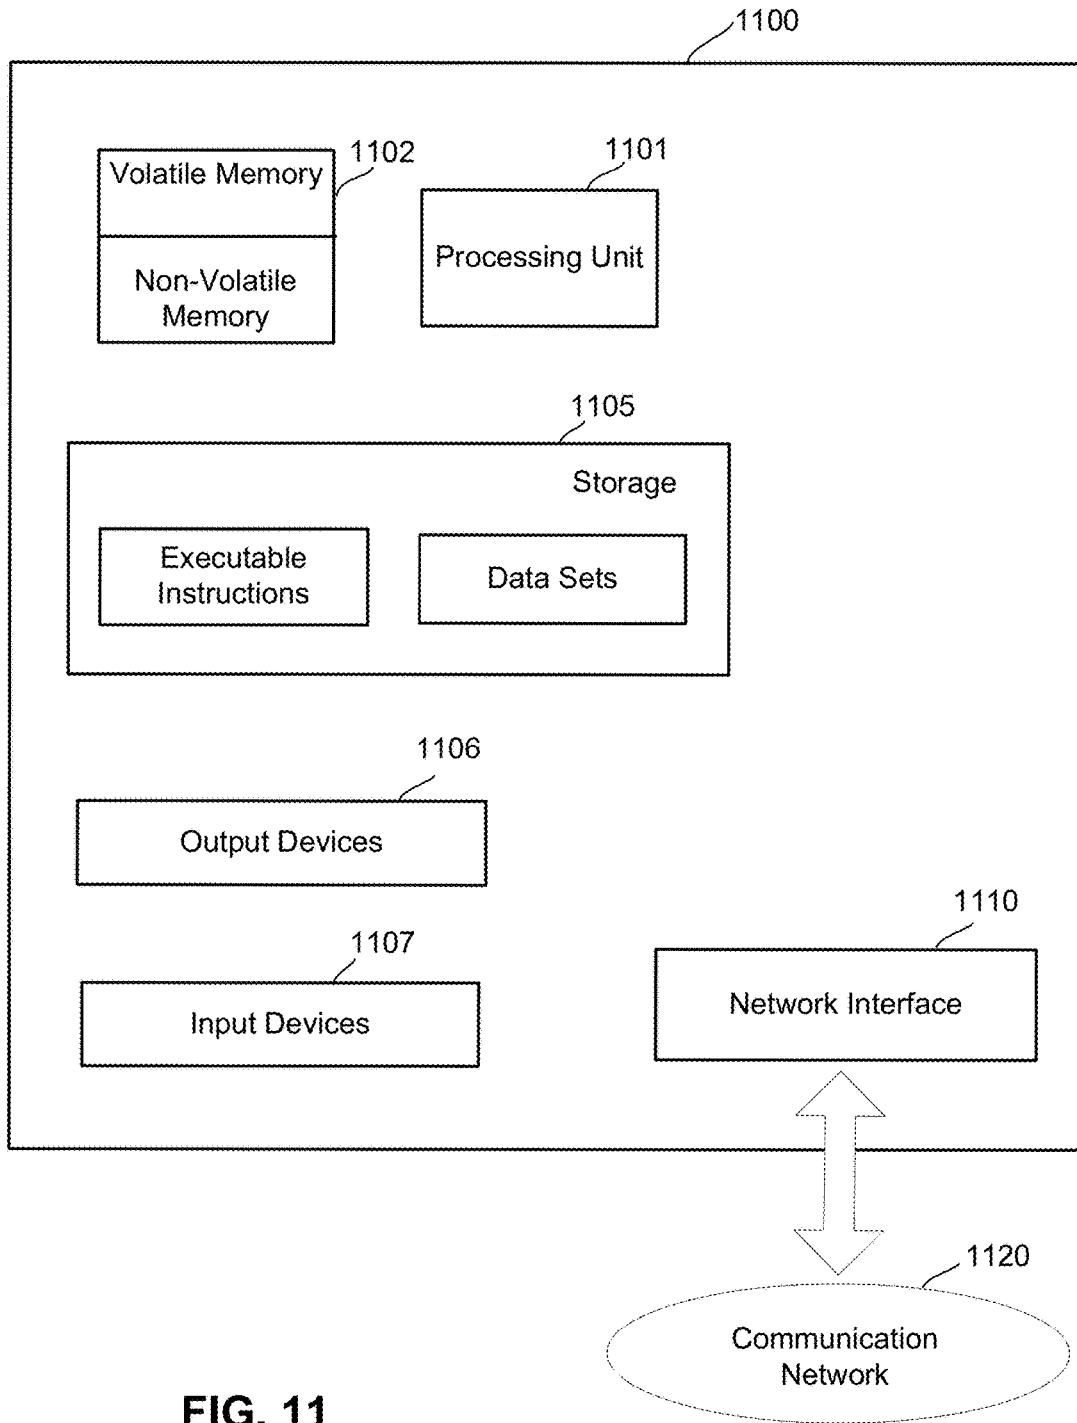 1100
1102
1101
Volatile Memory
Non-Volatile
Memory
Processing Unit
1105
Storage
Executable
Instructions
Data Sets
1106
Output Devices
1110
1107
Input Devices
Network Interface
1120
Communication
Network
FIG. 11